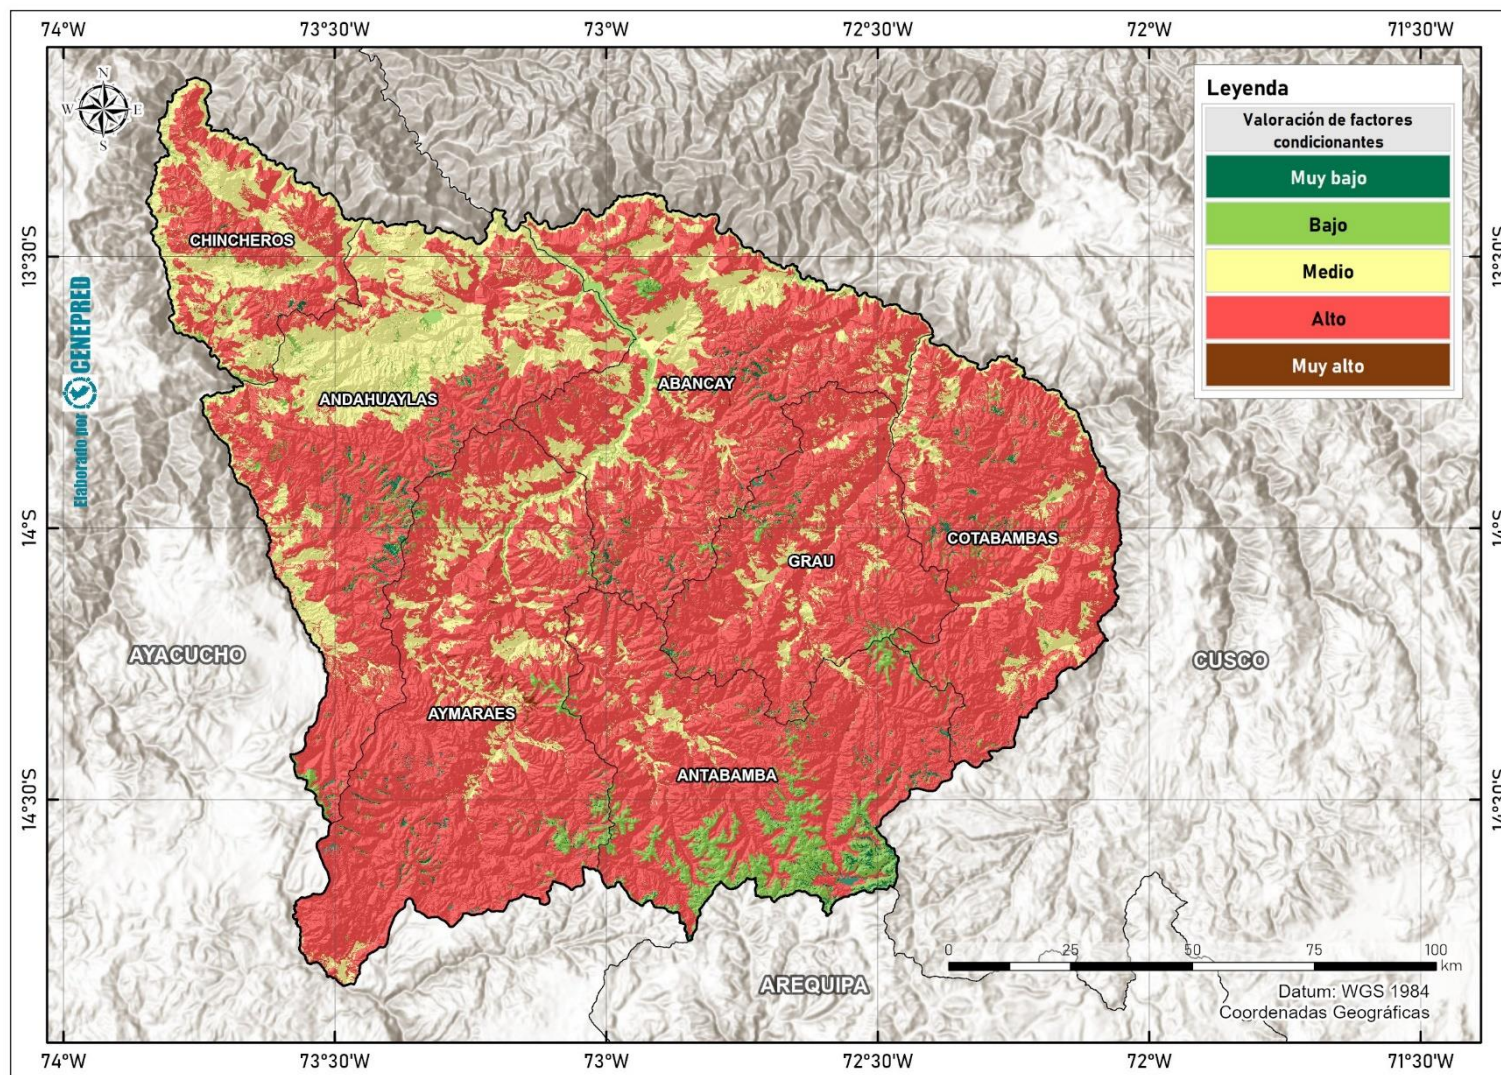 74°W 73°30'W 73°W 72°30'W 72°W 71°30'W
N
W E
S
Leyenda
Valoración de factores
condicionantes
Muy bajo
Bajo
Medio
Alto
Muy alto
13°30'S 13°30'S
14°S 14°S
14°30'S 14°30'S
Elaborado por CENEPRED
CHINCHEROS
ANDAHUAYLAS
ABANCAY
COTABAMBAS
GRAU
AYACUCHO
CUSCO
AYMARAES
ANTABAMBA
AREQUIPA
0 25 50 75 100
km
Datum: WGS 1984
Coordenadas Geográficas
74°W 73°30'W 73°W 72°30'W 72°W 71°30'W